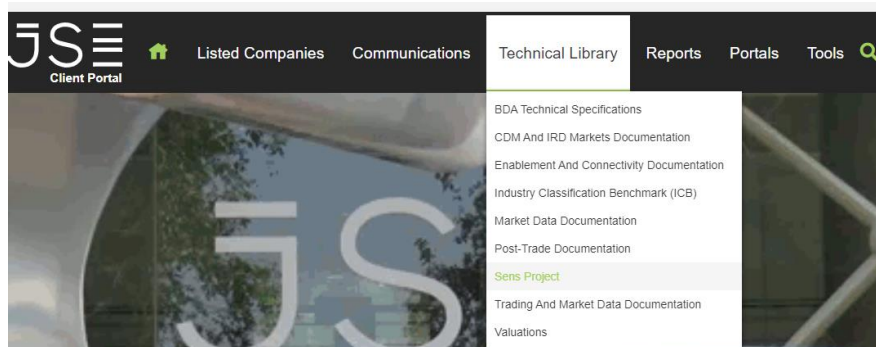 JSE
Client Portal
Listed Companies Communications Technical Library Reports Portals Tools
BDA Technical Specifications
CDM And IRD Markets Documentation
Enablement And Connectivity Documentation
Industry Classification Benchmark (ICB)
Market Data Documentation
Post-Trade Documentation
Sens Project
Trading And Market Data Documentation
Valuations
JS